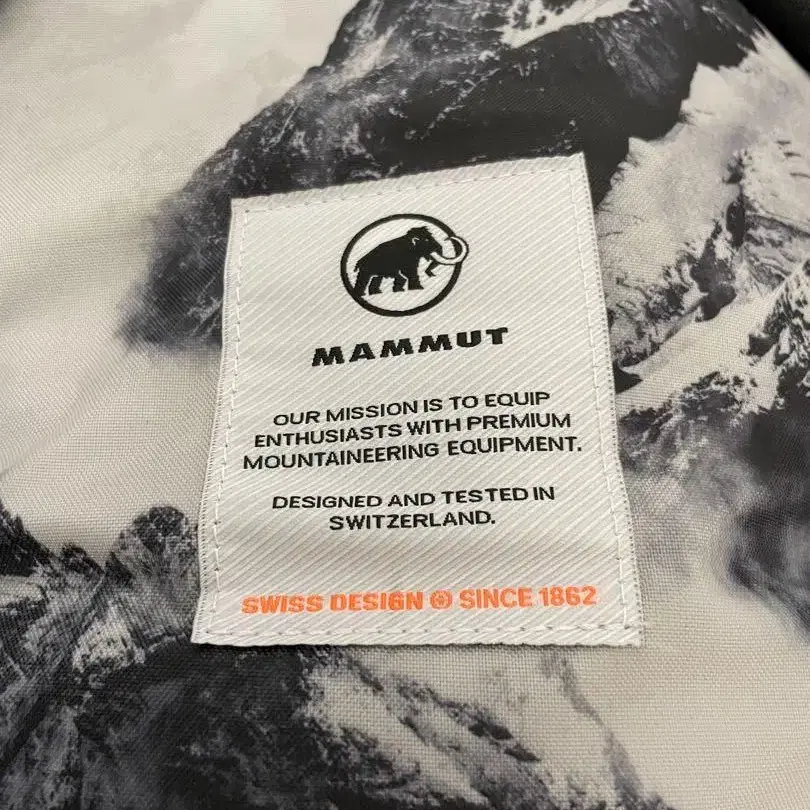 MAMMUT
OUR MISSION IS TO EQUIP
ENTHUSIASTS WITH PREMIUM
MOUNTAINEERING EQUIPMENT.
DESIGNED AND TESTED IN
SWITZERLAND.
SWISS DESIGN SINCE 1862